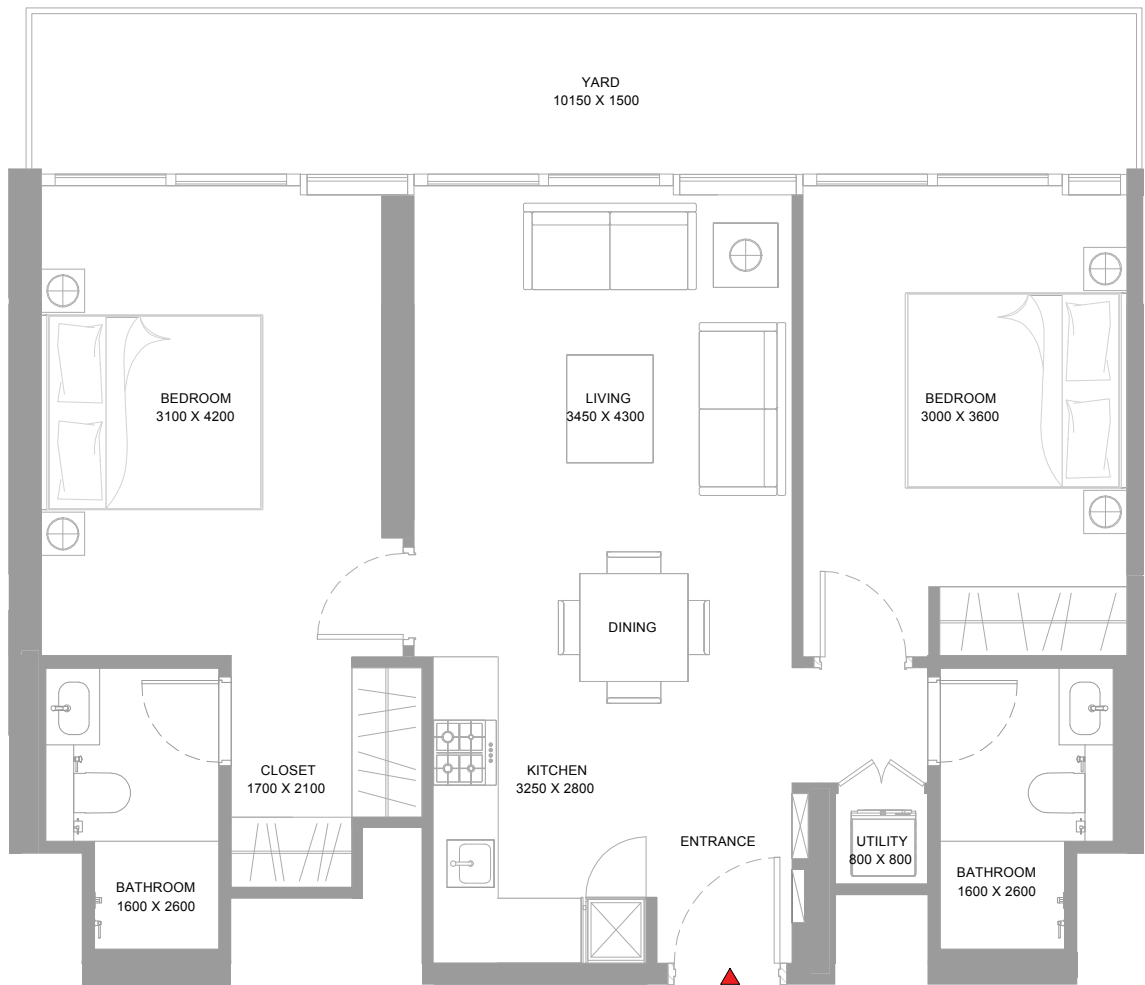 YARD
10150 X 1500
BEDROOM
3100 X 4200
LIVING
3450 X 4300
BEDROOM
3000 X 3600
DINING
CLOSET
1700 X 2100
KITCHEN
3250 X 2800
ENTRANCE
UTILITY
800 X 800
BATHROOM
1600 X 2600
BATHROOM
1600 X 2600